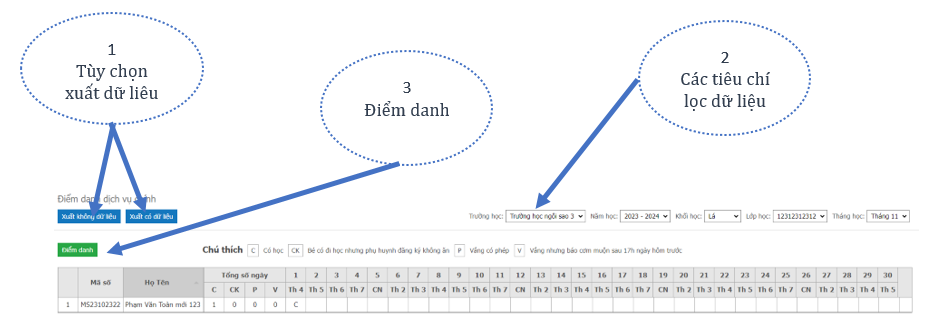 1
Tùy chọn
xuất dữ liêu
3
Điểm danh
2
Các tiêu chí
lọc dữ liệu
Điểm danh dịch vụ chính
Xuất không dữ liệu Xuất có dữ liệu
Trường học: Trường học ngôi sao 3 Năm học: 2023 - 2024 Khối học: Lá Lớp học: 12312312312 Tháng học: Tháng 11
Điểm danh Chú thích C Có học CK Bé có đi học nhưng phụ huynh đăng ký không ăn P Vắng có phép V Vắng nhưng báo cơm muộn sau 17h ngày hôm trước
Mã số Họ Tên Tổng số ngày 1 2 3 4 5 6 7 8 9 10 11 12 13 14 15 16 17 18 19 20 21 22 23 24 25 26 27 28 29 30
C CK P V Th 4 Th 5 Th 6 Th 7 CN Th 2 Th 3 Th 4 Th 5 Th 6 Th 7 CN Th 2 Th 3 Th 4 Th 5 Th 6 Th 7 CN Th 2 Th 3 Th 4 Th 5 Th 6 Th 7 CN Th 2 Th 3 Th 4 Th 5
1 MS23102322 Phạm Văn Toàn mới 123 1 0 0 0 C